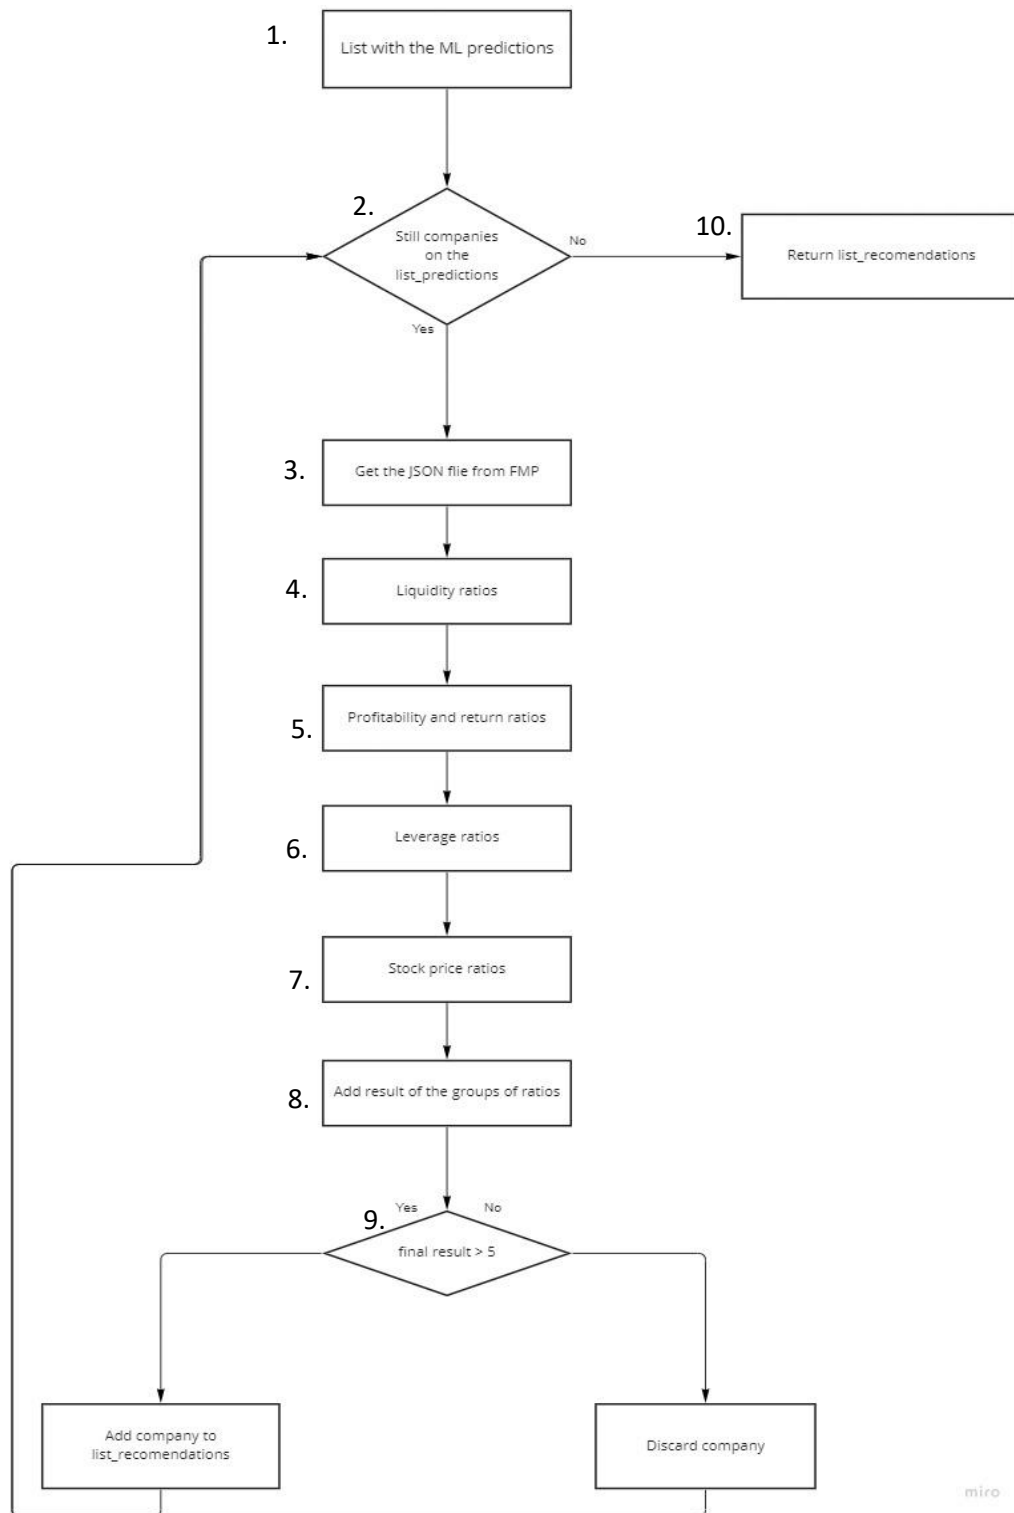 1.
List with the ML predictions
2.
Still companies
on the
list_predictions
No
10.
Return list_recomendations
Yes
3.
Get the JSON flie from FMP
4.
Liquidity ratios
5.
Profitability and return ratios
6.
Leverage ratios
7.
Stock price ratios
8.
Add result of the groups of ratios
Yes
No
9.
final result > 5
Add company to
list_recomendations
Discard company
miro